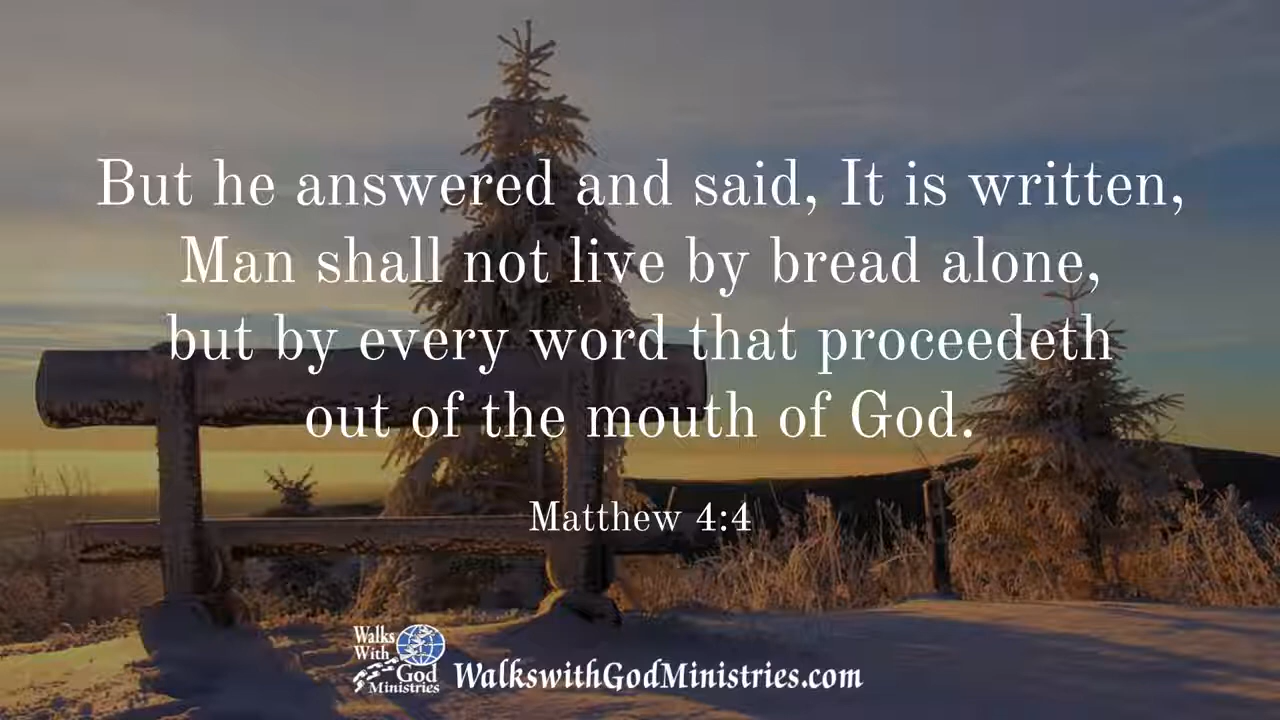 But he answered and said, It is written,
Man shall not live by bread alone,
but by every word that proceedeth
out of the mouth of God.
Matthew 4:4
Walks
With
God
Ministries
WalkswithGodMinistries.com